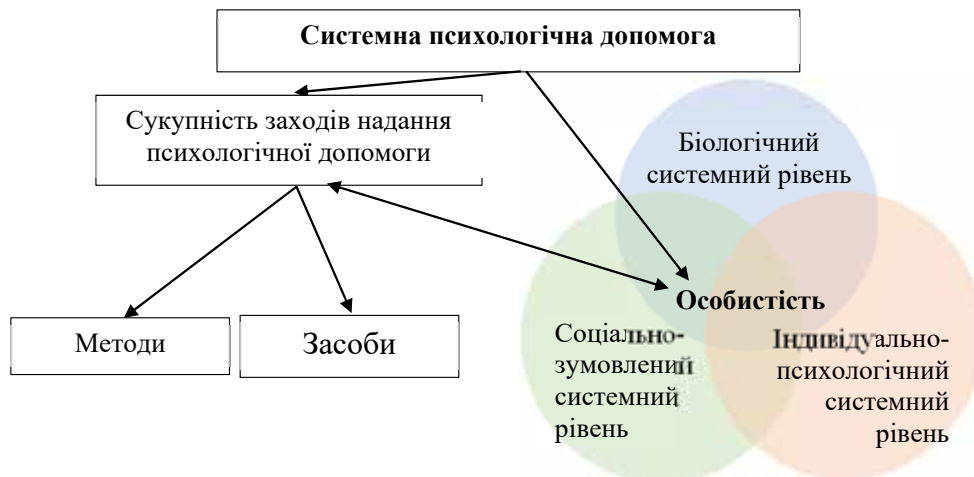 Системна психологічна допомога
Сукупність заходів надання
психологічної допомоги
Біологічний
системний рівень
Особистість
Методи
Засоби
Соціально-
зумовлений
системний
рівень
Індивідуально-
психологічний
системний
рівень